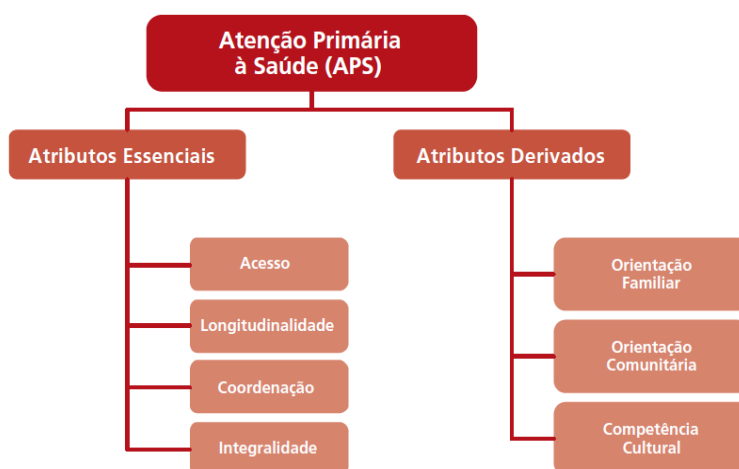 Atenção Primária
à Saúde (APS)
Atributos Essenciais
Atributos Derivados
Acesso
Longitudinalidade
Coordenação
Integralidade
Orientação
Familiar
Orientação
Comunitária
Competência
Cultural